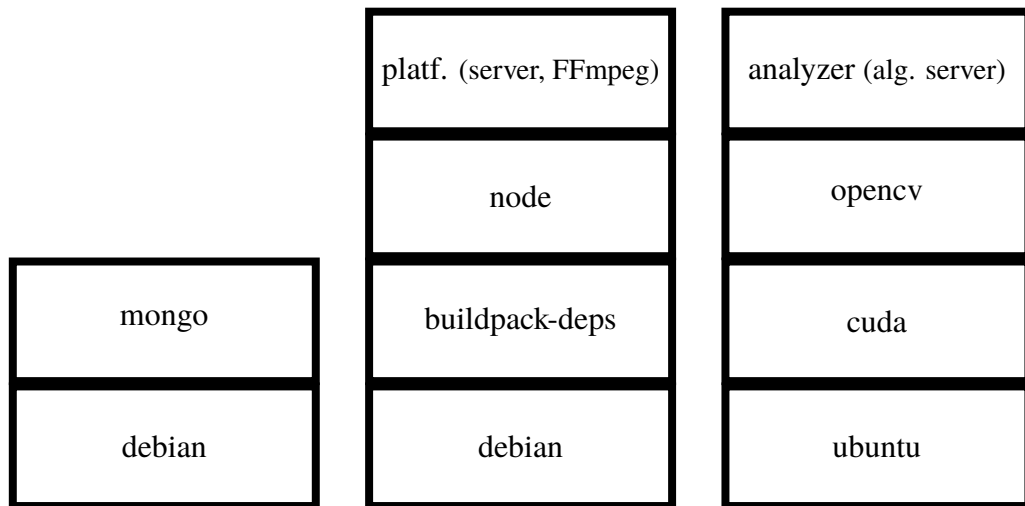 platf. (server, FFmpeg)
analyzer (alg. server)
node
opencv
mongo
buildpack-deps
cuda
debian
debian
ubuntu